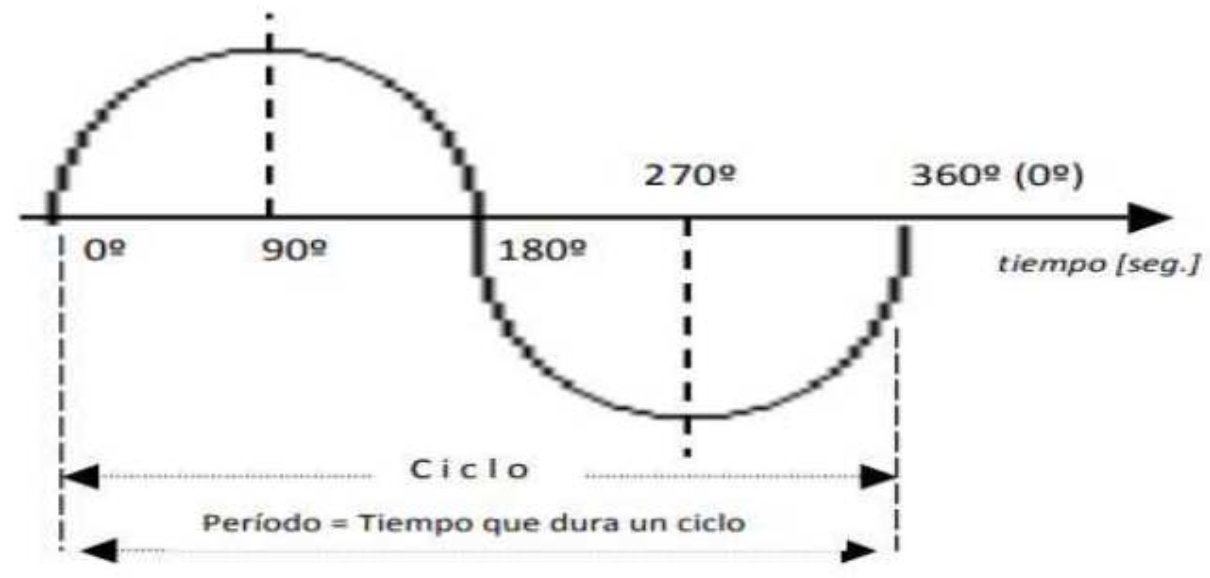 270º 360º (0º)
0º 90º 180º
tiempo [seg.]
Ciclo
Período = Tiempo que dura un ciclo